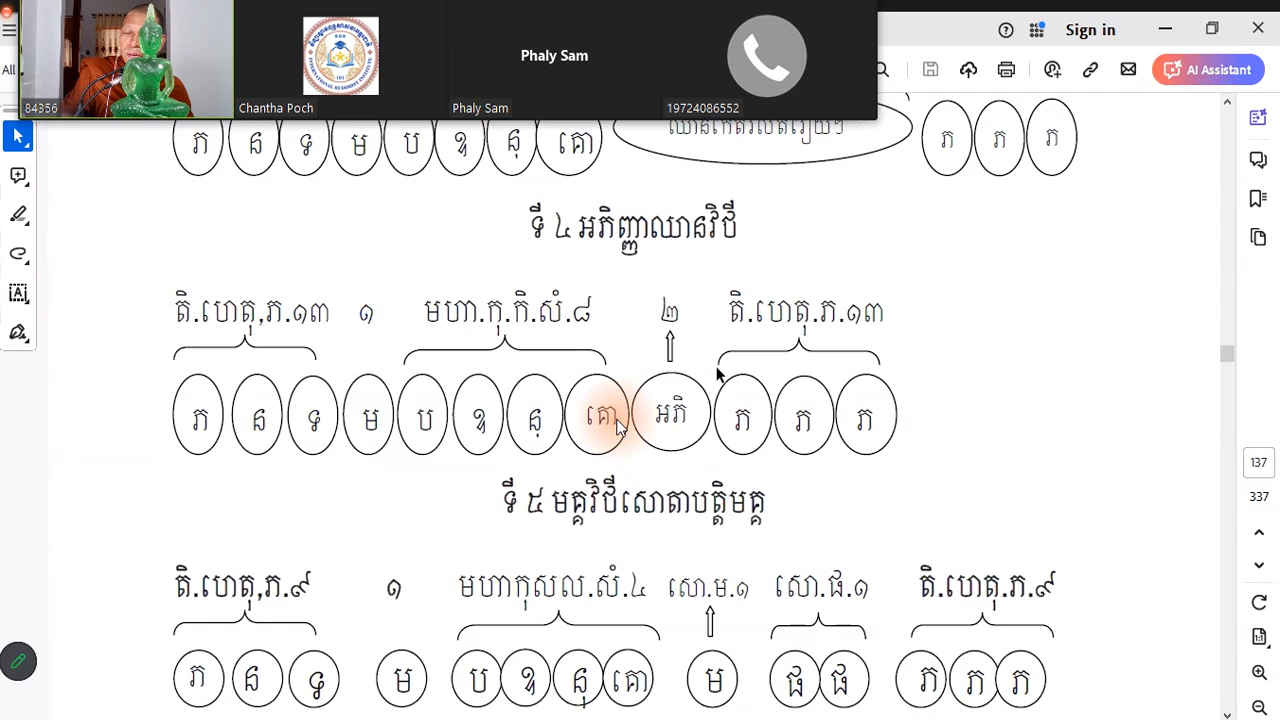 Sign in
All
AI Assistant
Phaly Sam
84356
Chantha Poch
Phaly Sam
19724086552
ភ ន ទ ម ប ឧ នុ គោ
ភ ភ ភ
ទី ៤ អភិញ្ញាឈានវិថី
តិ.ហេតុ,ភ.១៣ ១ មហា.កុ.កិ.សំ.៨ ២ តិ.ហេតុ.ភ.១៣
ភ ន ទ ម ប ឧ នុ គោ អភិ ភ ភ ភ
ទី ៥ មគ្គវិថីសោតាបត្តិមគ្គ
តិ.ហេតុ,ភ.៩ ១ មហាកុសល.សំ.៤ សោ.ម.១ សោ.ផ.១ តិ.ហេតុ.ភ.៩
ភ ន ទ ម ប ឧ នុ គោ ម ផ ផ ភ ភ ភ
137
337